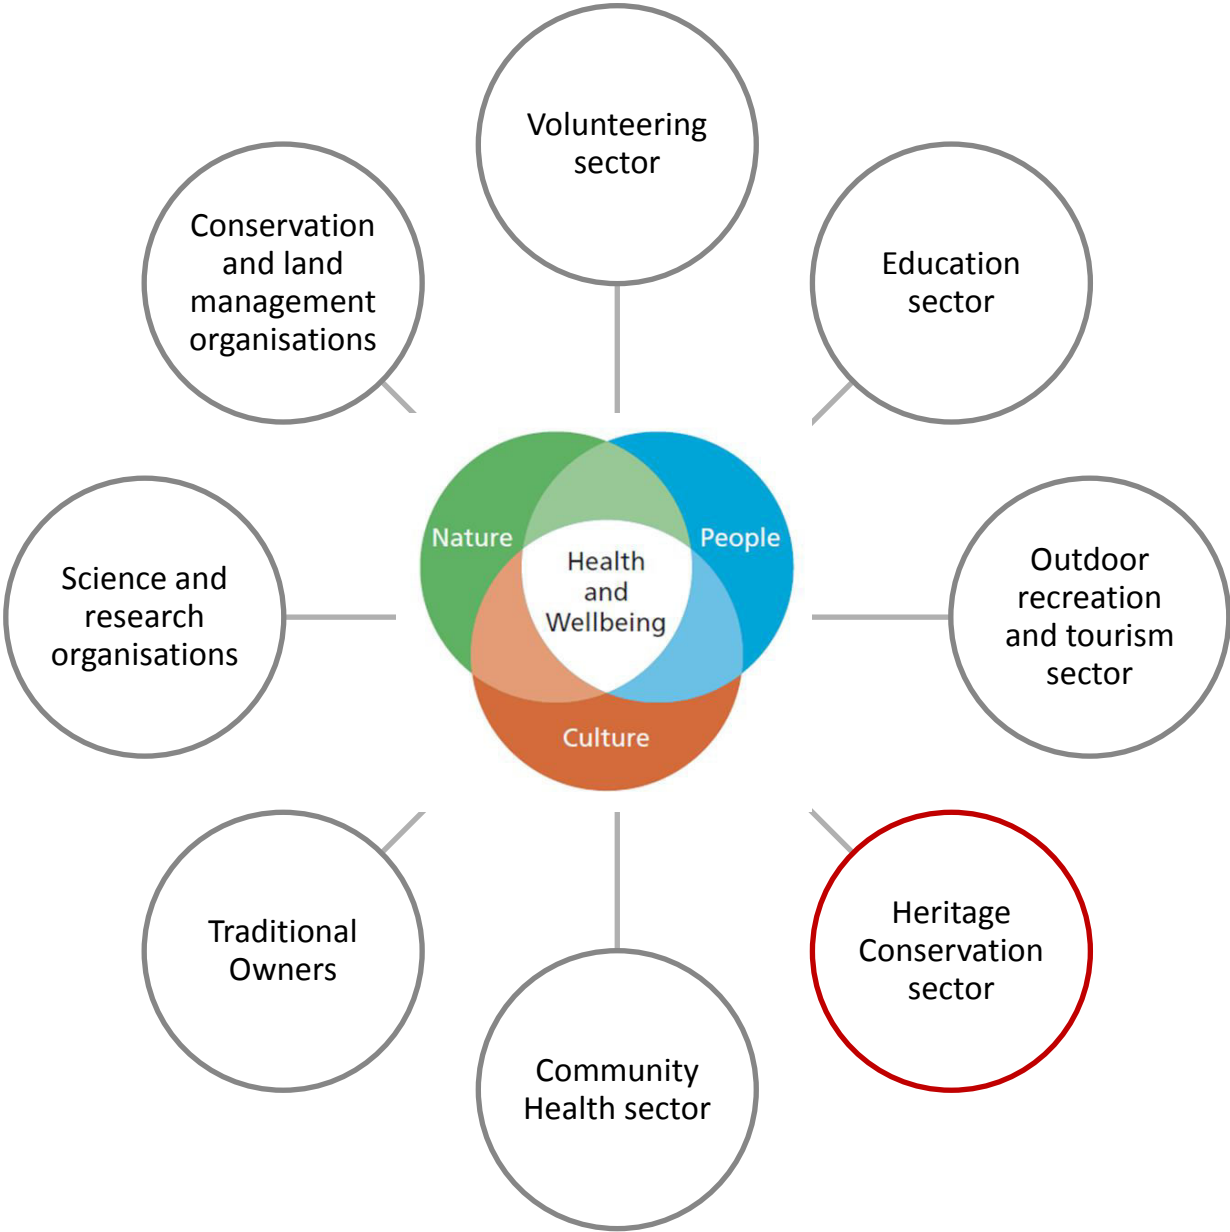 Volunteering
sector
Education
sector
Outdoor
recreation
and tourism
sector
Heritage
Conservation
sector
Community
Health sector
Traditional
Owners
Science and
research
organisations
Conservation
and land
management
organisations
Nature
People
Health
and
Wellbeing
Culture